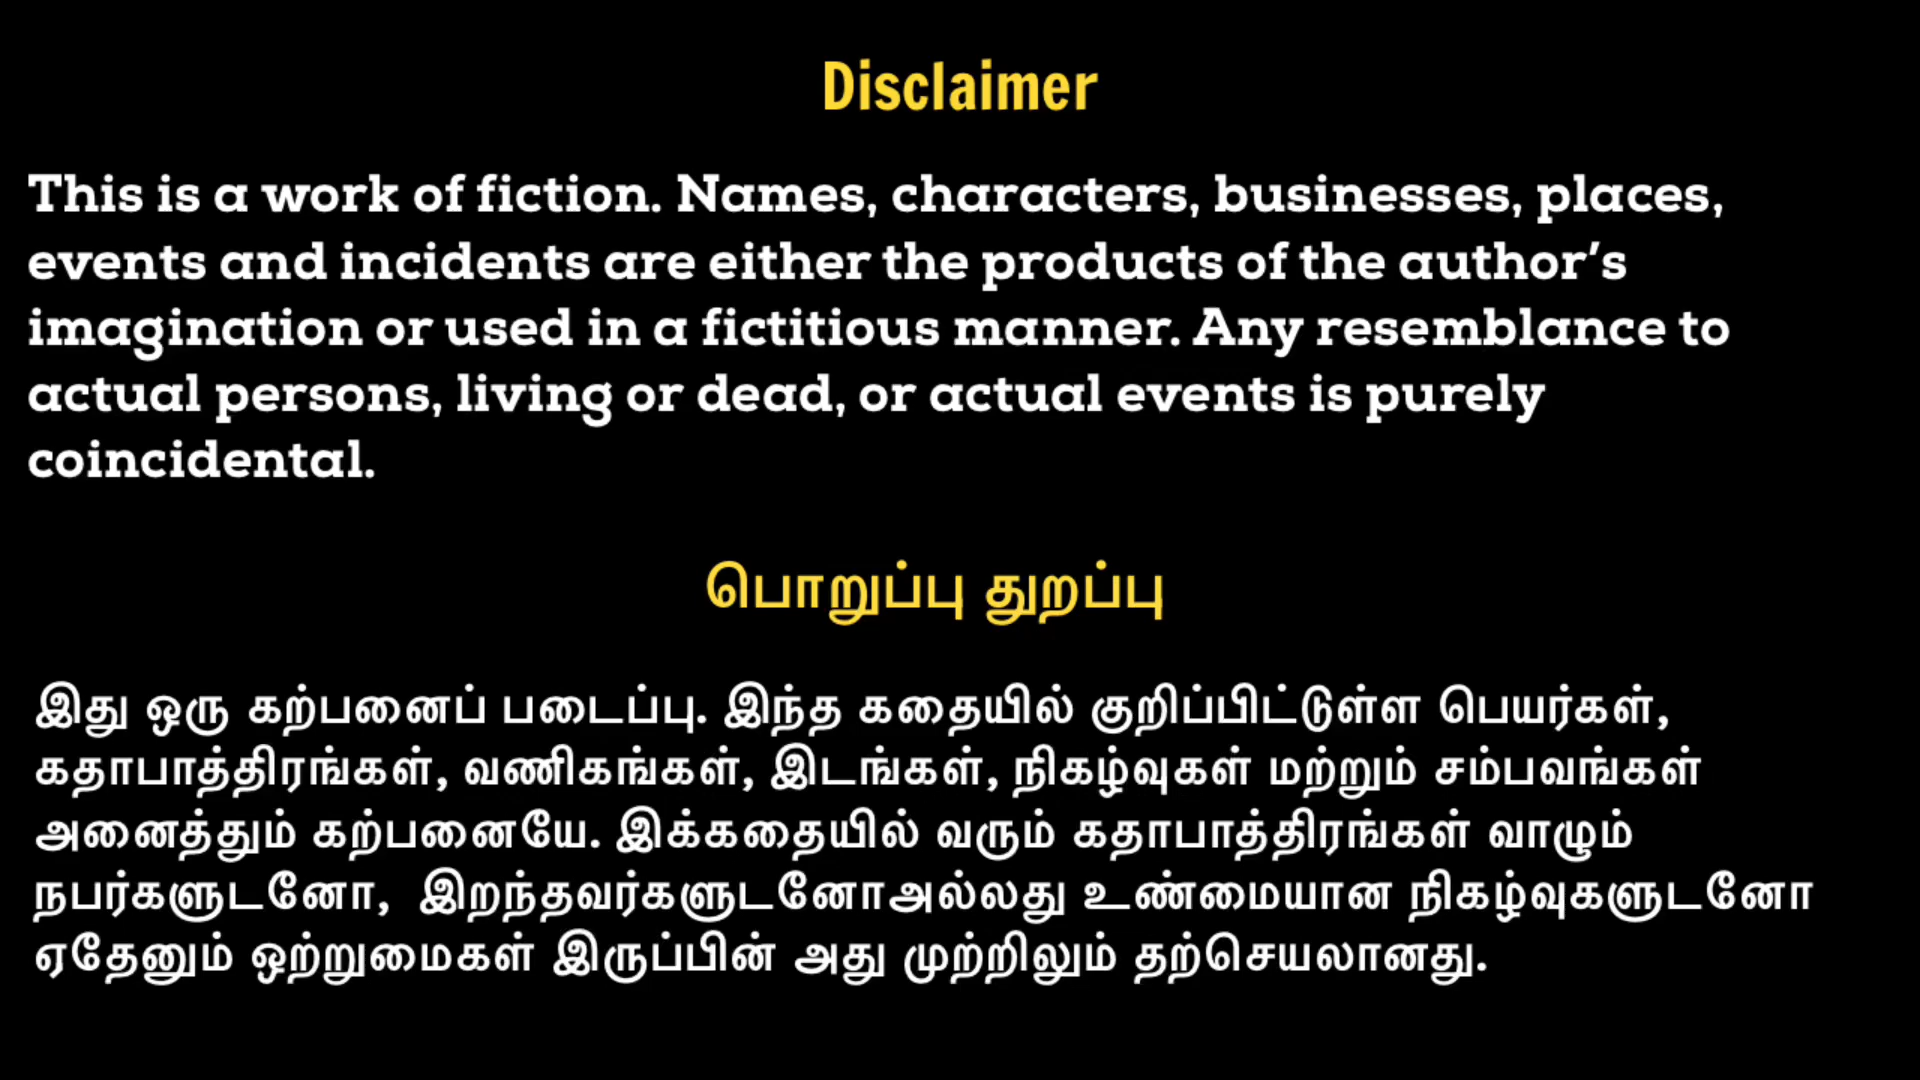 Disclaimer
This is a work of fiction. Names, characters, businesses, places,
events and incidents are either the products of the author’s
imagination or used in a fictitious manner. Any resemblance to
actual persons, living or dead, or actual events is purely
coincidental.
பொறுப்பு துறப்பு
இது ஒரு கற்பனைப் படைப்பு. இந்த கதையில் குறிப்பிட்டுள்ள பெயர்கள்,
கதாபாத்திரங்கள், வணிகங்கள், இடங்கள், நிகழ்வுகள் மற்றும் சம்பவங்கள்
அனைத்தும் கற்பனையே. இக்கதையில் வரும் கதாபாத்திரங்கள் வாழும்
நபர்களுடனோ, இறந்தவர்களுடனோஅல்லது உண்மையான நிகழ்வுகளுடனோ
ஏதேனும் ஒற்றுமைகள் இருப்பின் அது முற்றிலும் தற்செயலானது.